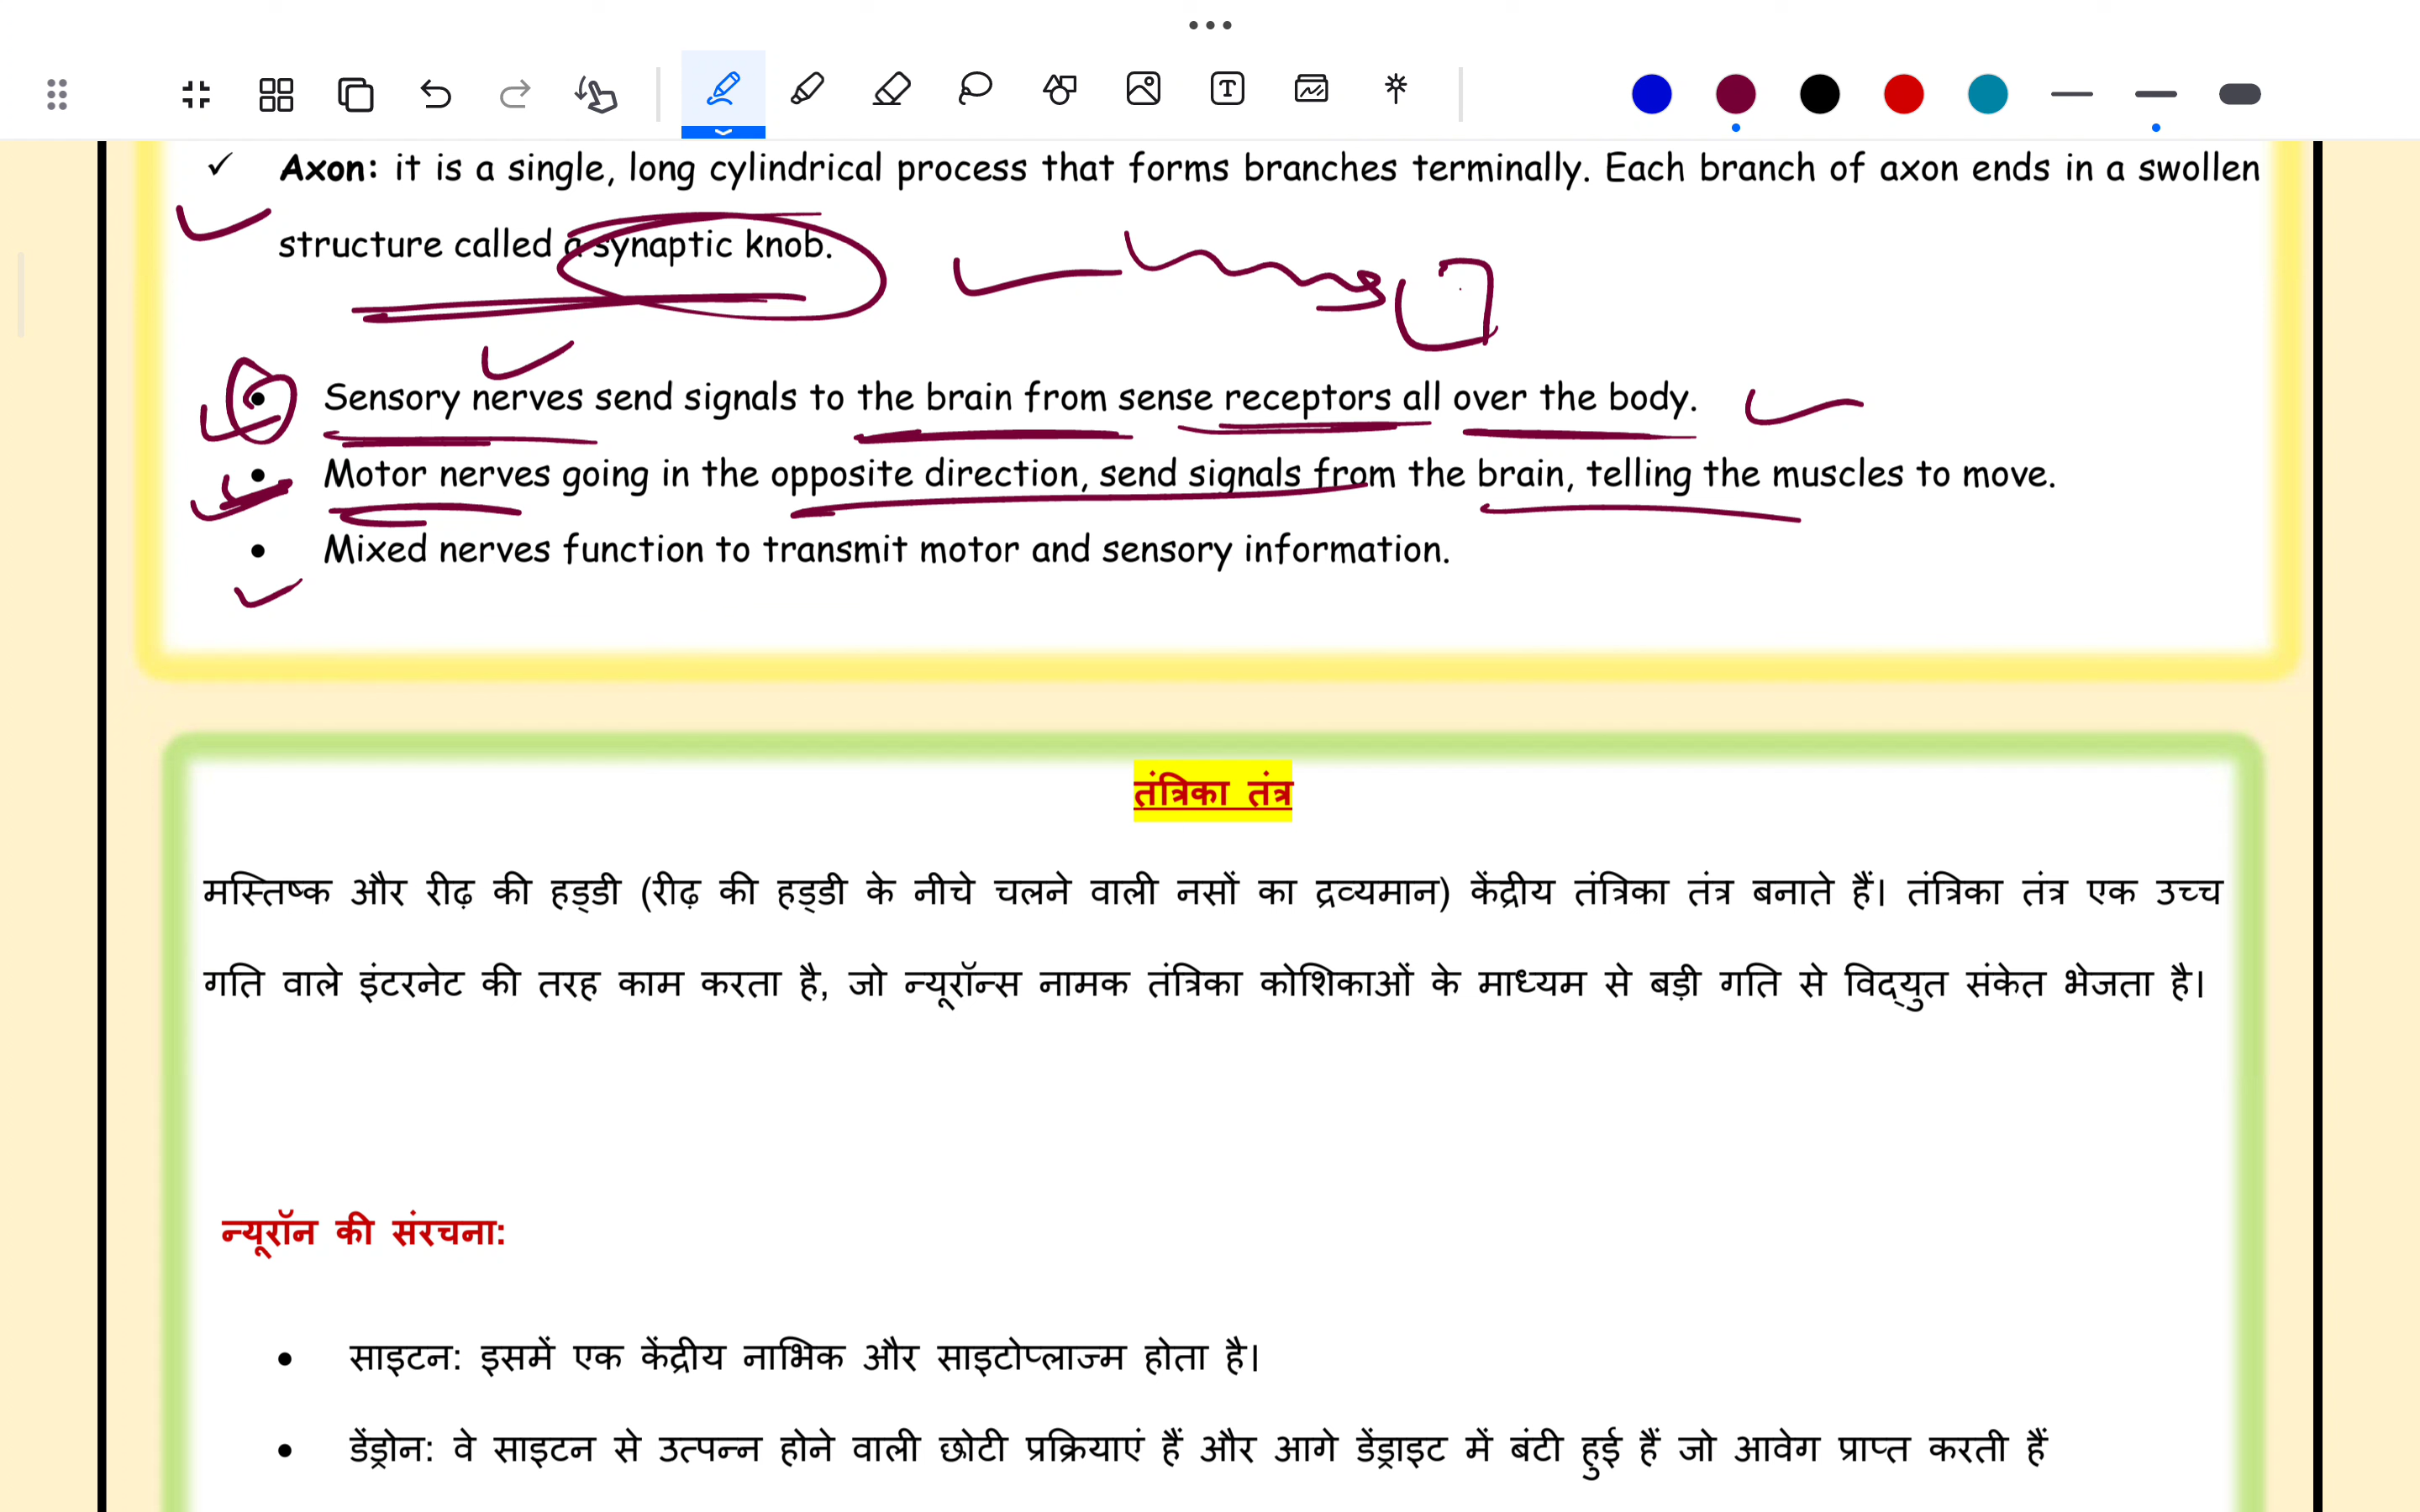 Axon: it is a single, long cylindrical process that forms branches terminally. Each branch of axon ends in a swollen
structure called a synaptic knob.
Sensory nerves send signals to the brain from sense receptors all over the body.
Motor nerves going in the opposite direction, send signals from the brain, telling the muscles to move.
Mixed nerves function to transmit motor and sensory information.
तंत्रिका तंत्र
मस्तिष्क और रीढ़ की हड्डी (रीढ़ की हड्डी के नीचे चलने वाली नसों का द्रव्यमान) केंद्रीय तंत्रिका तंत्र बनाते हैं। तंत्रिका तंत्र एक उच्च
गति वाले इंटरनेट की तरह काम करता है, जो न्यूरॉन्स नामक तंत्रिका कोशिकाओं के माध्यम से बड़ी गति से विद्युत संकेत भेजता है।
न्यूरॉन की संरचना:
साइटन: इसमें एक केंद्रीय नाभिक और साइटोप्लाज्म होता है।
डेंड्रोन: वे साइटन से उत्पन्न होने वाली छोटी प्रक्रियाएं हैं और आगे डेंड्राइट में बंटी हुई हैं जो आवेग प्राप्त करती हैं